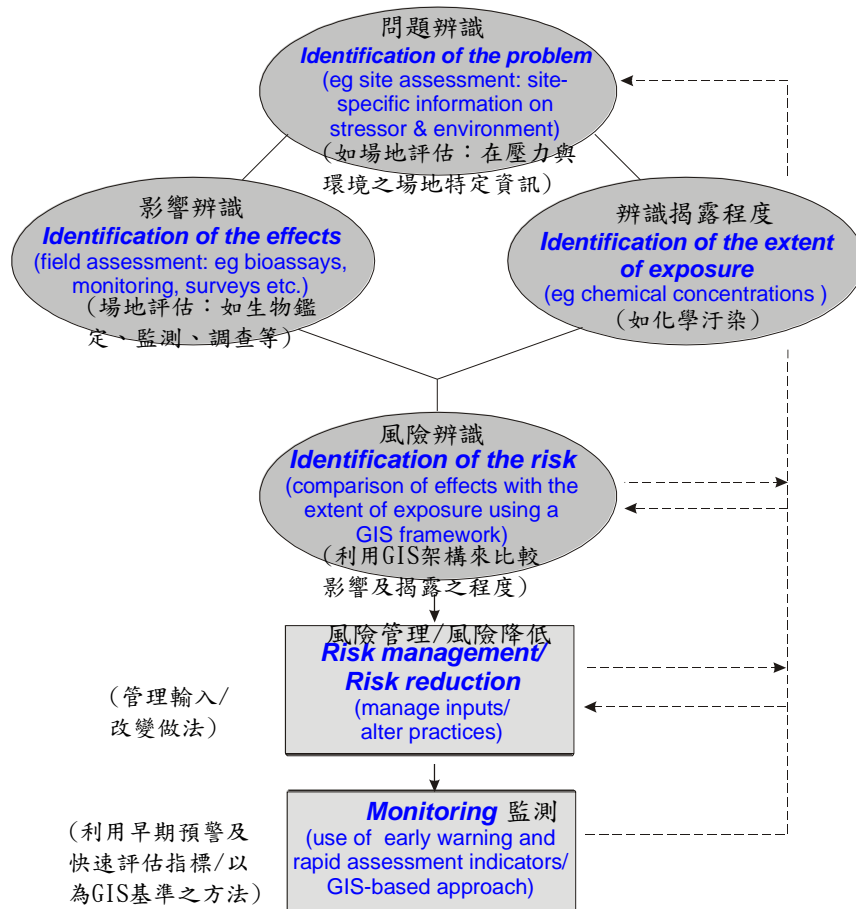 問題辨識
Identification of the problem
(eg site assessment: site-
specific information on
stressor & environment)
(如場地評估：在壓力與
環境之場地特定資訊)
影響辨識
Identification of the effects
(field assessment: eg bioassays,
monitoring, surveys etc.)
(場地評估：如生物鑑
定、監測、調查等)
辨識揭露程度
Identification of the extent
of exposure
(eg chemical concentrations )
(如化學汙染)
風險辨識
Identification of the risk
(comparison of effects with the
extent of exposure using a
GIS framework)
(利用GIS架構來比較
影響及揭露之程度)
風險管理/風險降低
Risk management/
Risk reduction
(manage inputs/
alter practices)
(管理輸入/
改變做法)
Monitoring 監測
(use of early warning and
rapid assessment indicators/
GIS-based approach)
(利用早期預警及
快速評估指標/以
為GIS基準之方法)